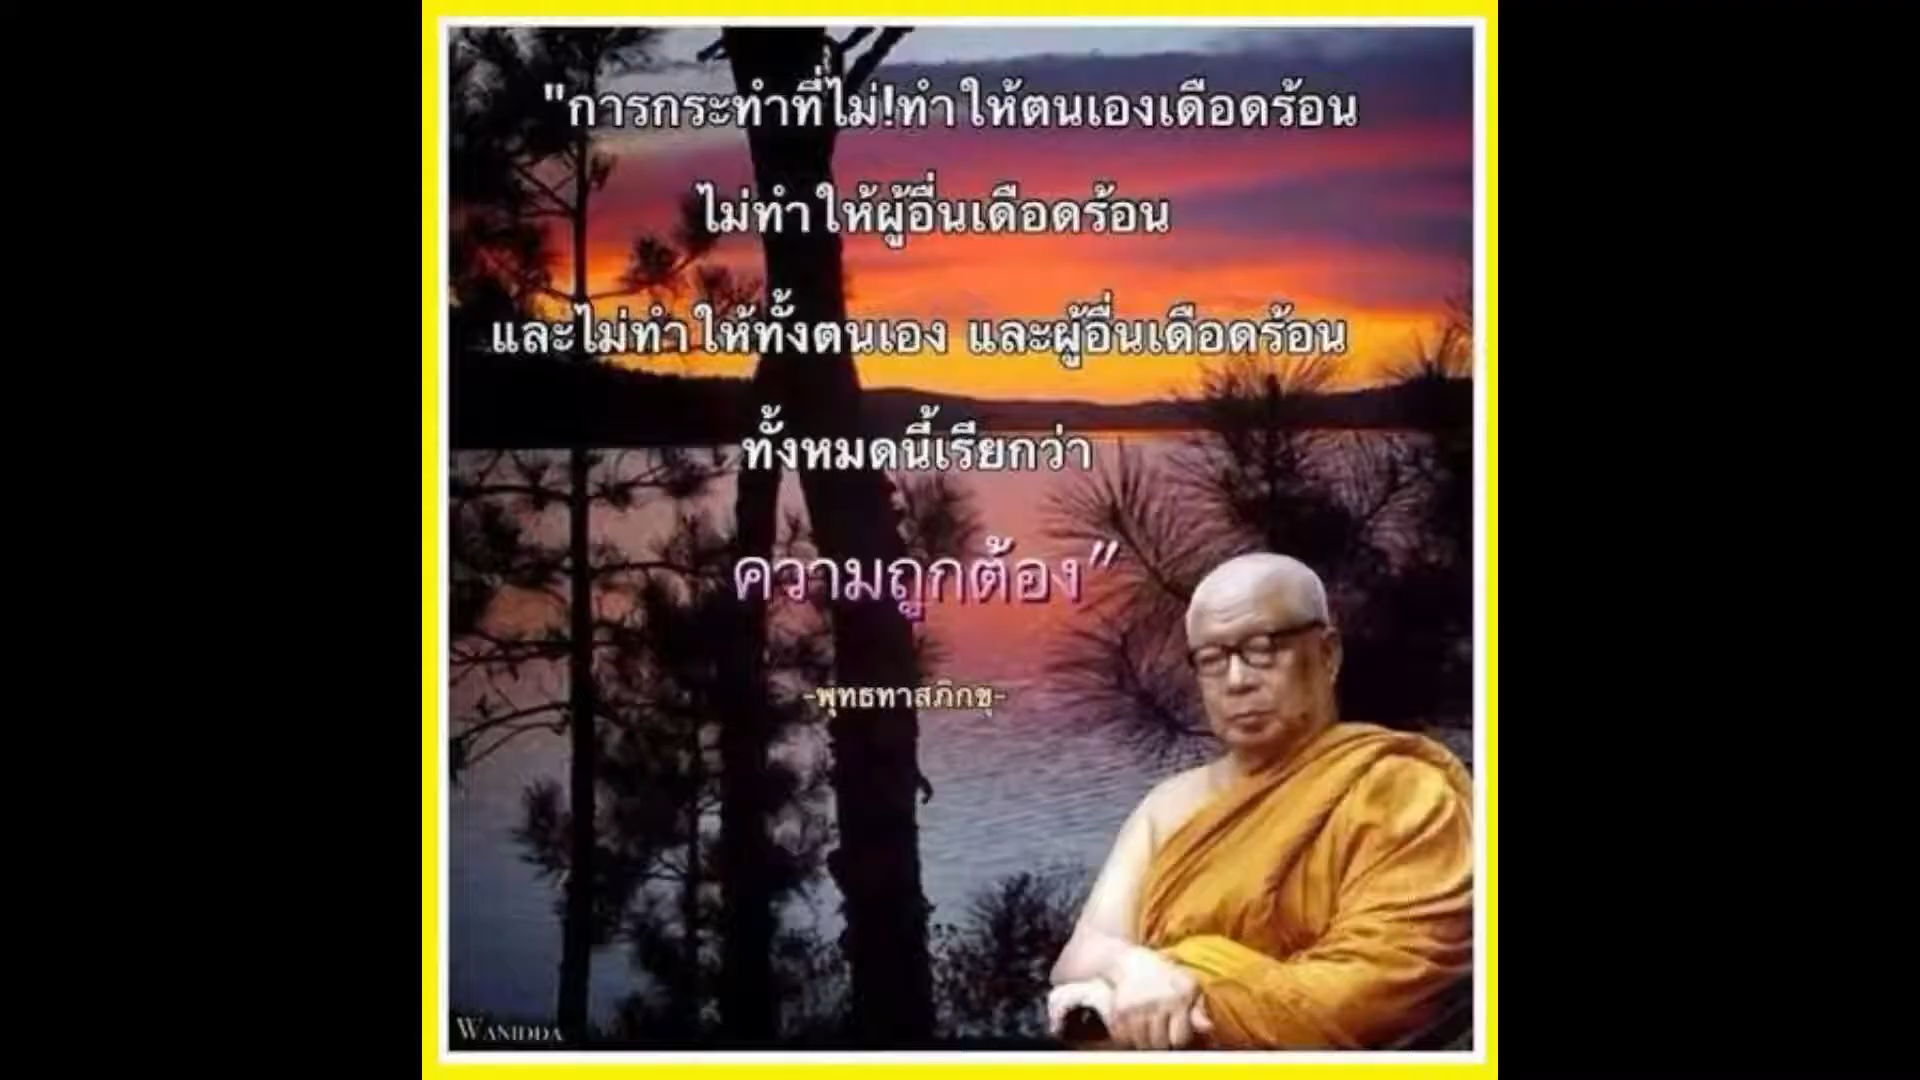 "การกระทำที่ไม่!ทำให้ตนเองเดือดร้อน
ไม่ทำให้ผู้อื่นเดือดร้อน
และไม่ทำให้ทั้งตนเอง และผู้อื่นเดือดร้อน
ทั้งหมดนี้เรียกว่า
ความถูกต้อง"
-พุทธทาสภิกขุ-
WANIDDA